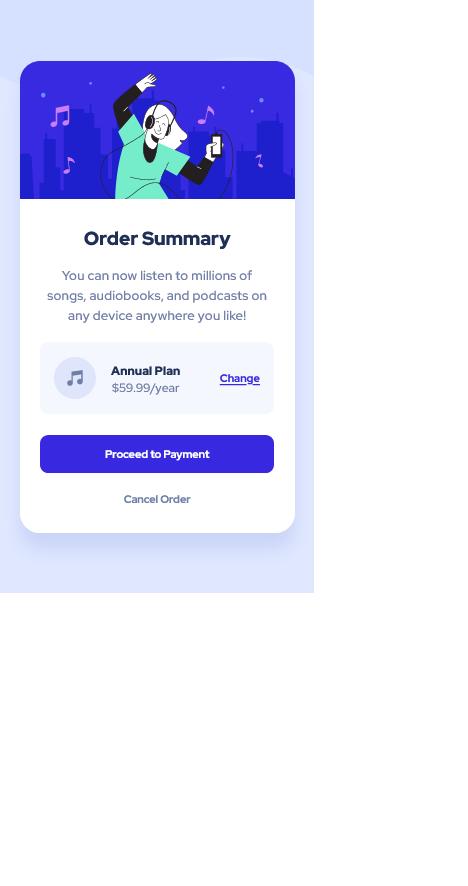 Order Summary
You can now listen to millions of
songs, audiobooks, and podcasts on
any device anywhere you like!
Annual Plan
$59.99/year
Change
Proceed to Payment
Cancel Order